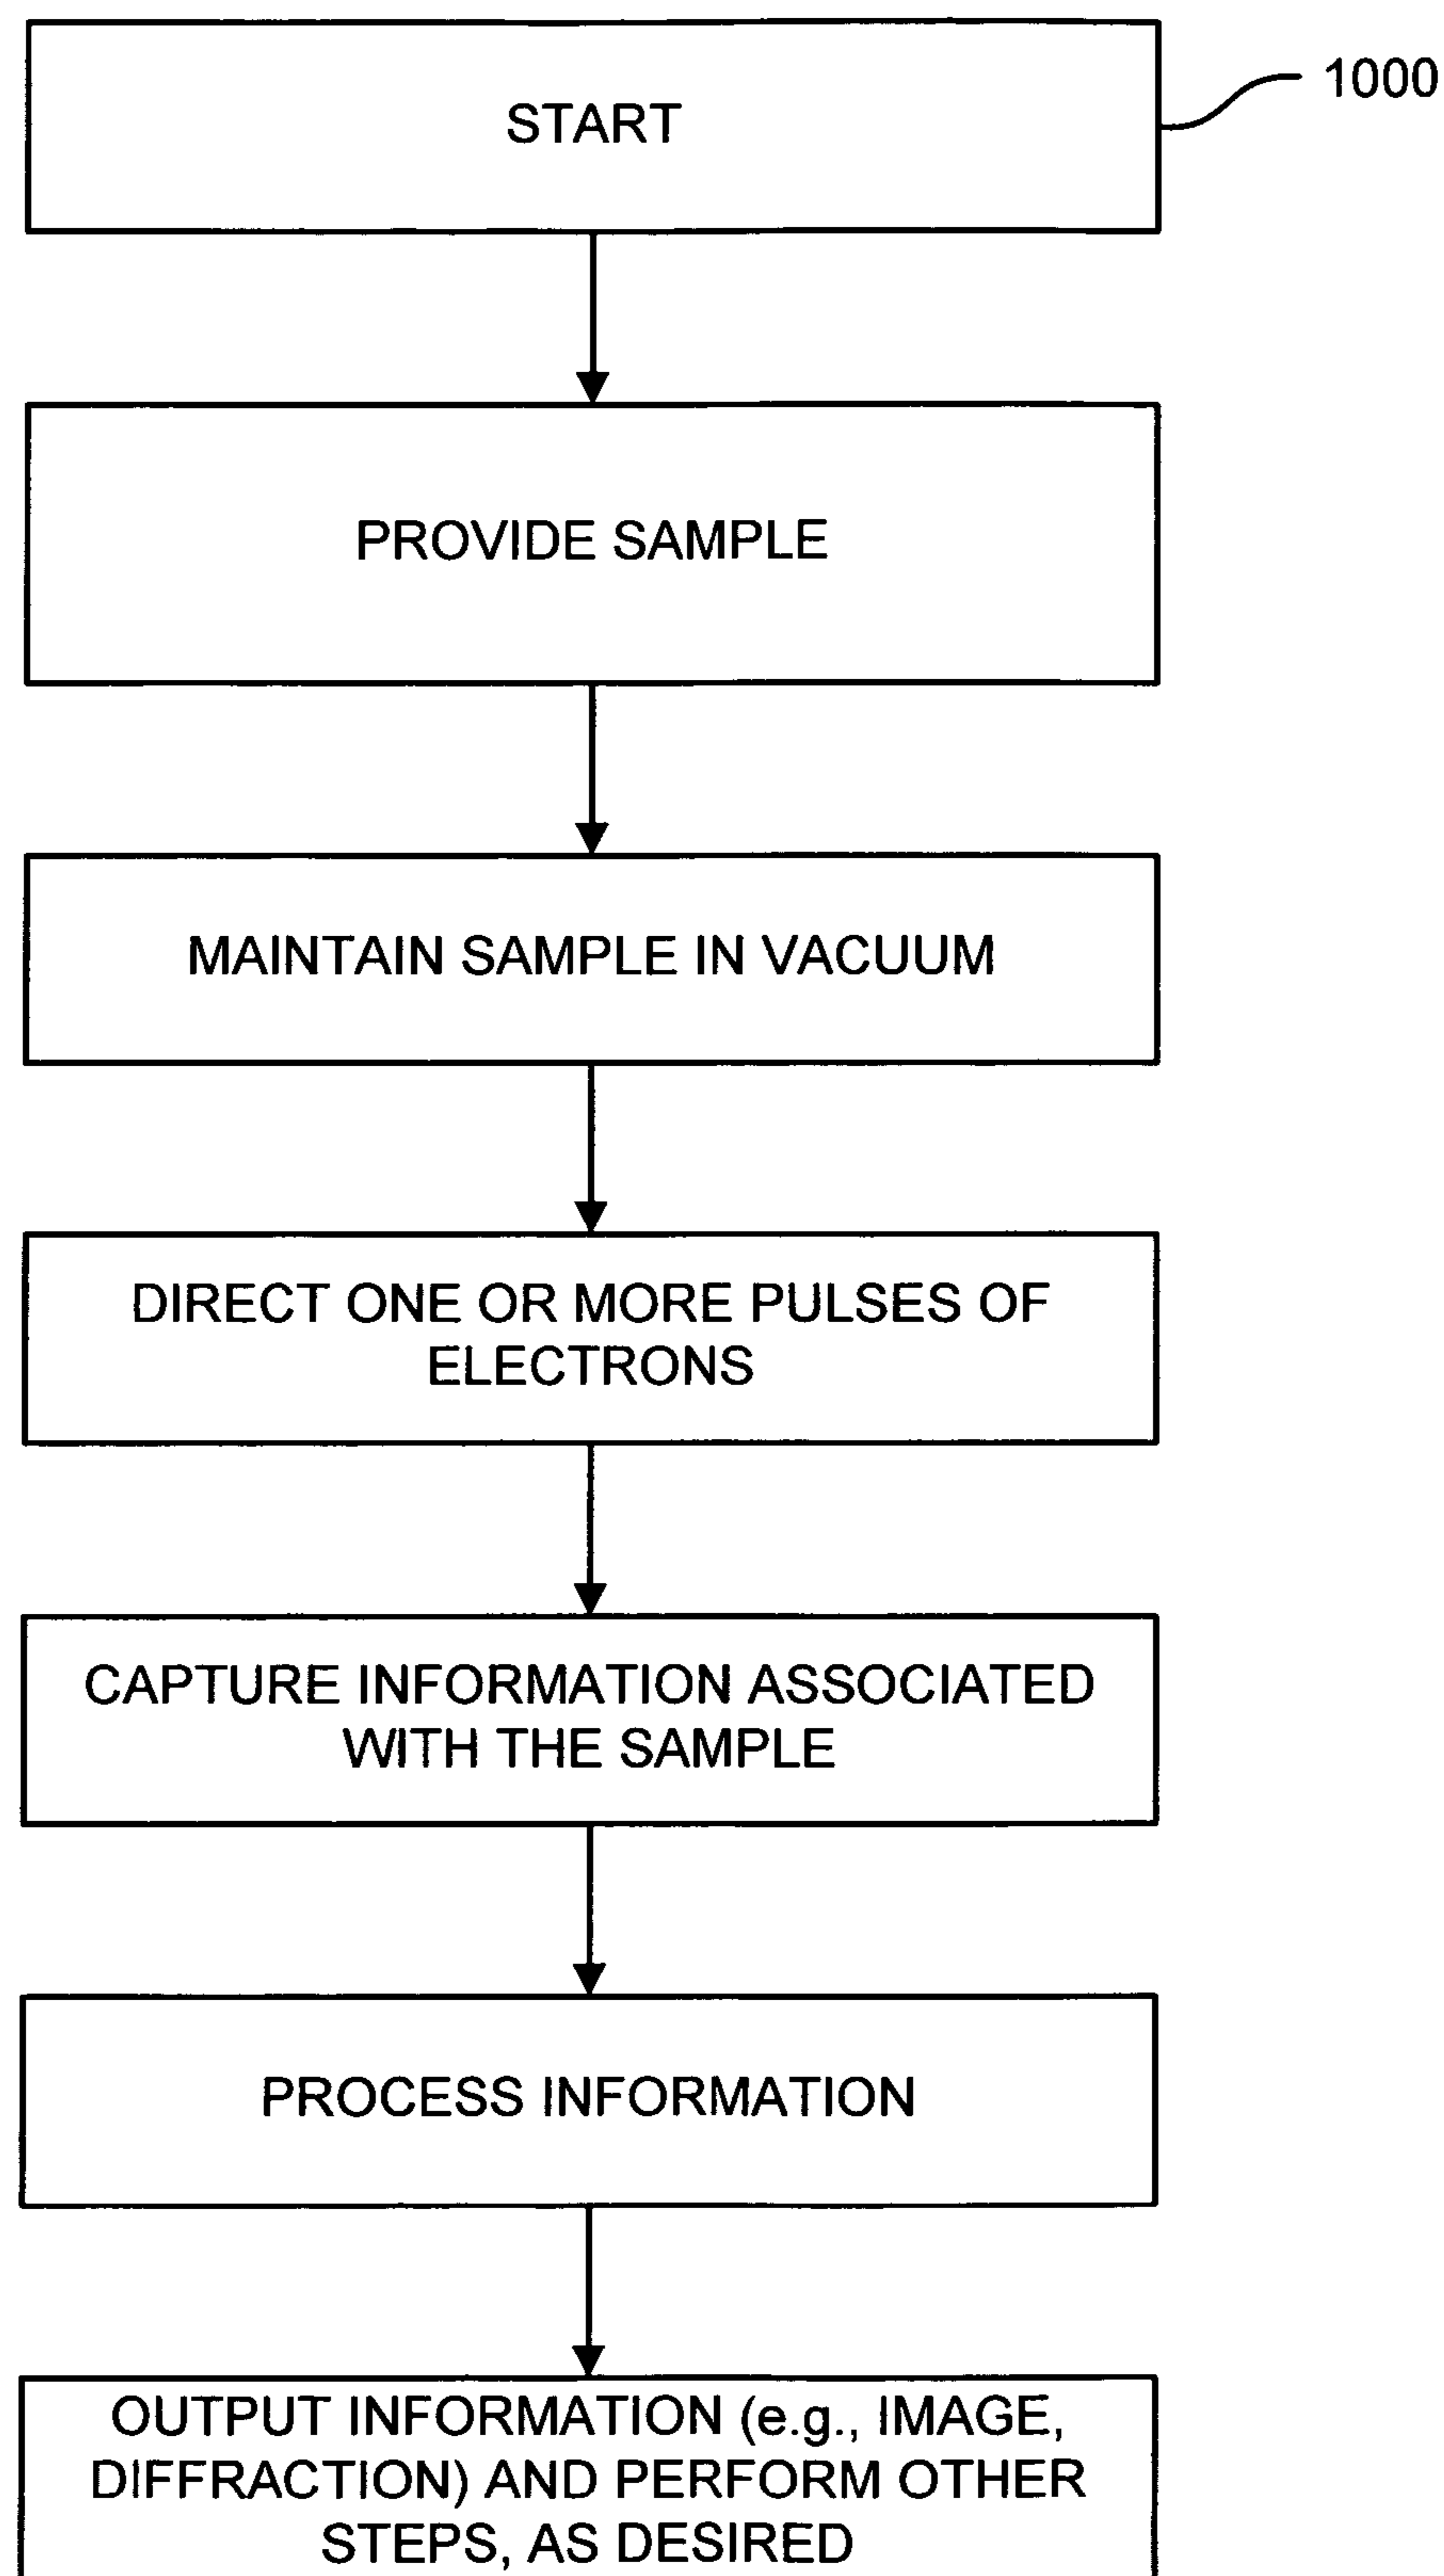 START
1000
PROVIDE SAMPLE
MAINTAIN SAMPLE IN VACUUM
DIRECT ONE OR MORE PULSES OF
ELECTRONS
CAPTURE INFORMATION ASSOCIATED
WITH THE SAMPLE
PROCESS INFORMATION
OUTPUT INFORMATION (e.g., IMAGE,
DIFFRACTION) AND PERFORM OTHER
STEPS, AS DESIRED